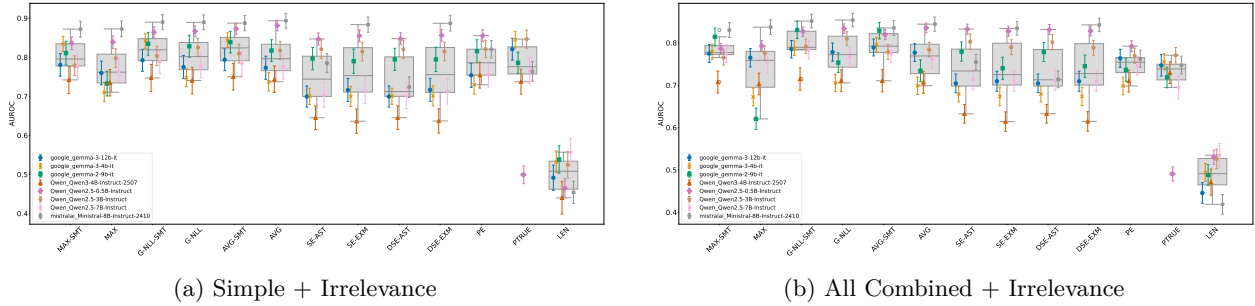 AUROC
0.9
0.8
0.7
0.6
0.5
0.4
google_gemma-3-12b-it
google_gemma-3-4b-it
google_gemma-2-9b-it
Qwen_Qwen3-4B-Instruct-2507
Qwen_Qwen2.5-0.5B-Instruct
Qwen_Qwen2.5-3B-Instruct
Qwen_Qwen2.5-7B-Instruct
mistralai_Ministral-8B-Instruct-2410
MAX-SMT
MAX
G-NLL-SMT
G-NLL
AVG-SMT
AVG
SE-AST
SE-EXM
DSE-AST
DSE-EXM
PE
PTRUE
LEN
(a) Simple + Irrelevance
AUROC
0.8
0.7
0.6
0.5
0.4
google_gemma-3-12b-it
google_gemma-3-4b-it
google_gemma-2-9b-it
Qwen_Qwen3-4B-Instruct-2507
Qwen_Qwen2.5-0.5B-Instruct
Qwen_Qwen2.5-3B-Instruct
Qwen_Qwen2.5-7B-Instruct
mistralai_Ministral-8B-Instruct-2410
MAX-SMT
MAX
G-NLL-SMT
G-NLL
AVG-SMT
AVG
SE-AST
SE-EXM
DSE-AST
DSE-EXM
PE
PTRUE
LEN
(b) All Combined + Irrelevance